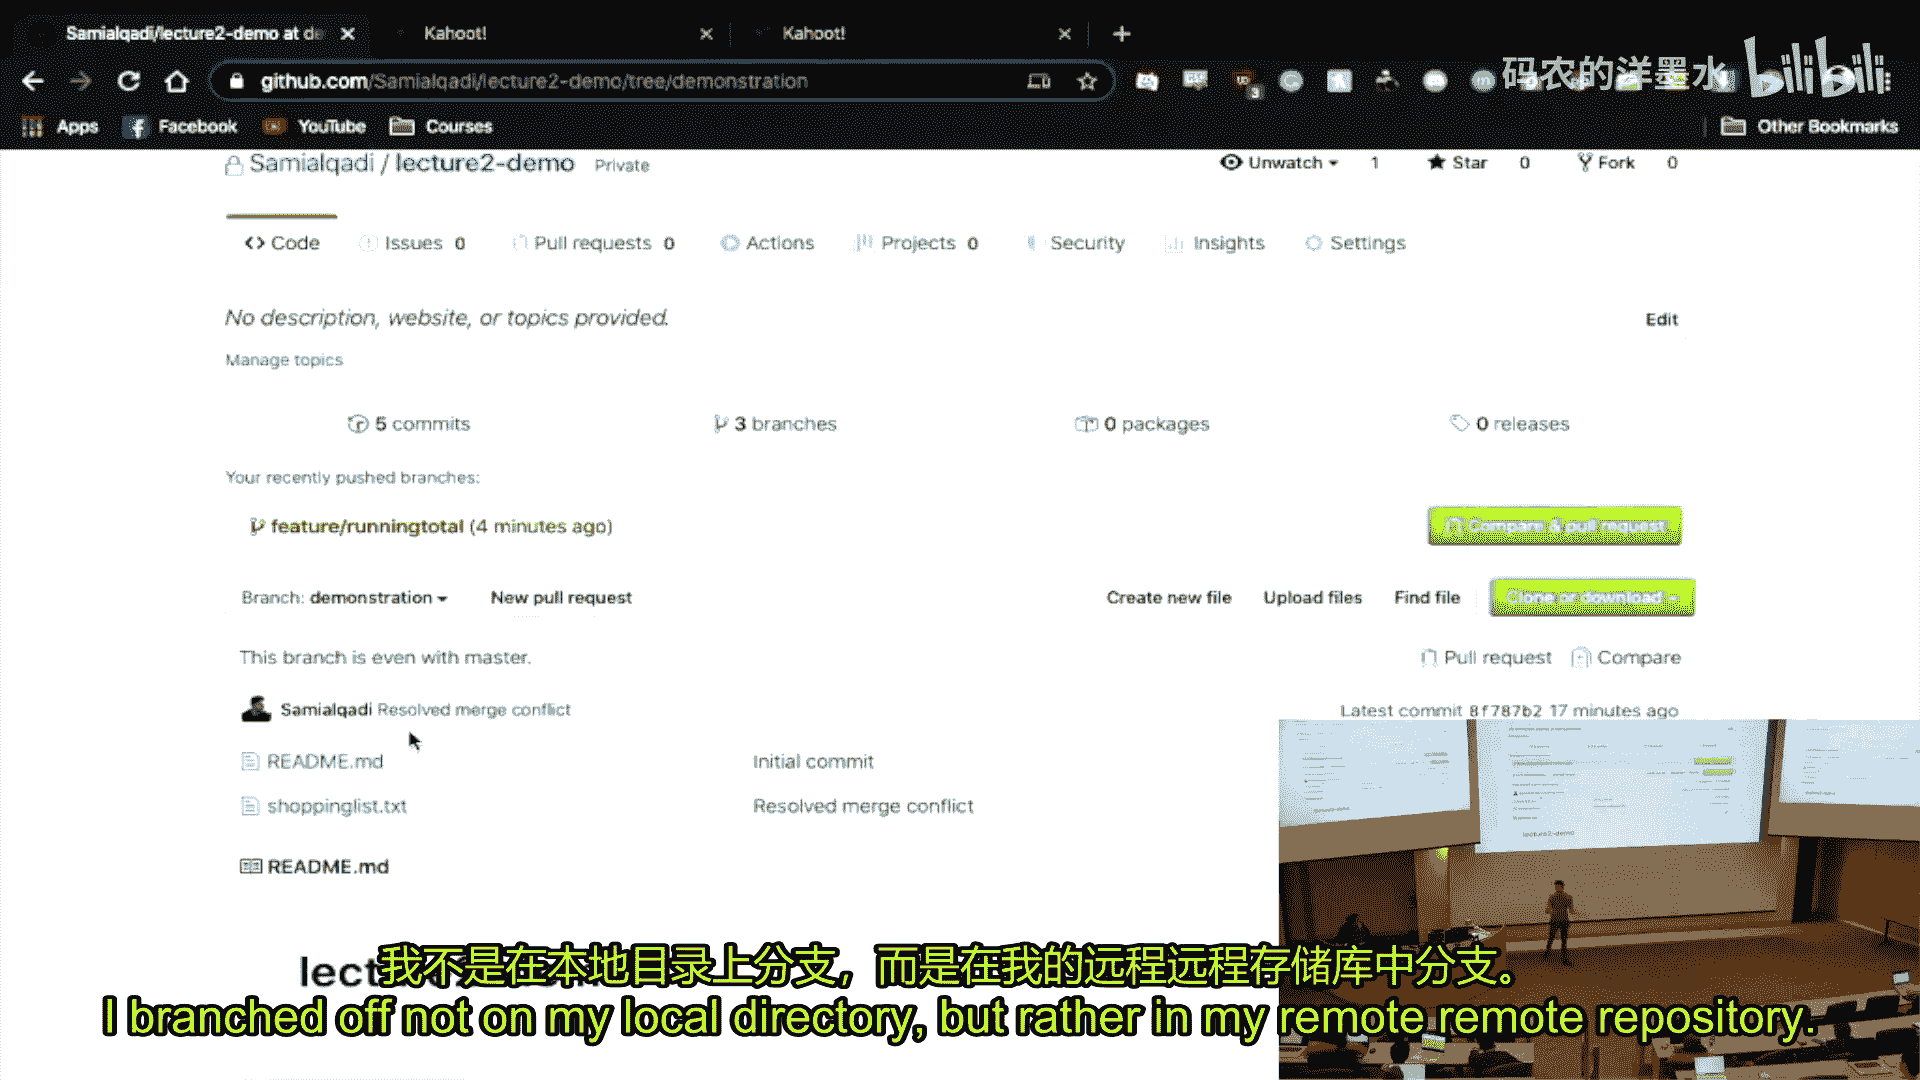 Samialqadi/lecture2-demo at de
Kahoot!
Kahoot!
github.com/Samialqadi/lecture2-demo/tree/demonstration
码农的洋墨水 bilibili
Apps Facebook YouTube Courses Other Bookmarks
Samialqadi / lecture2-demo Private Unwatch 1 Star 0 Fork 0
Code Issues 0 Pull requests 0 Actions Projects 0 Security Insights Settings
No description, website, or topics provided. Edit
Manage topics
5 commits 3 branches 0 packages 0 releases
Your recently pushed branches:
feature/runningtotal (4 minutes ago) Compare & pull request
Branch: demonstration New pull request Create new file Upload files Find file Clone or download
This branch is even with master. Pull request Compare
Samialqadi Resolved merge conflict Latest commit 8f787b2 17 minutes ago
README.md Initial commit
shoppinglist.txt Resolved merge conflict
README.md
我不是在本地目录上分支，而是在我的远程远程存储库中分支。
I branched off not on my local directory, but rather in my remote remote repository.